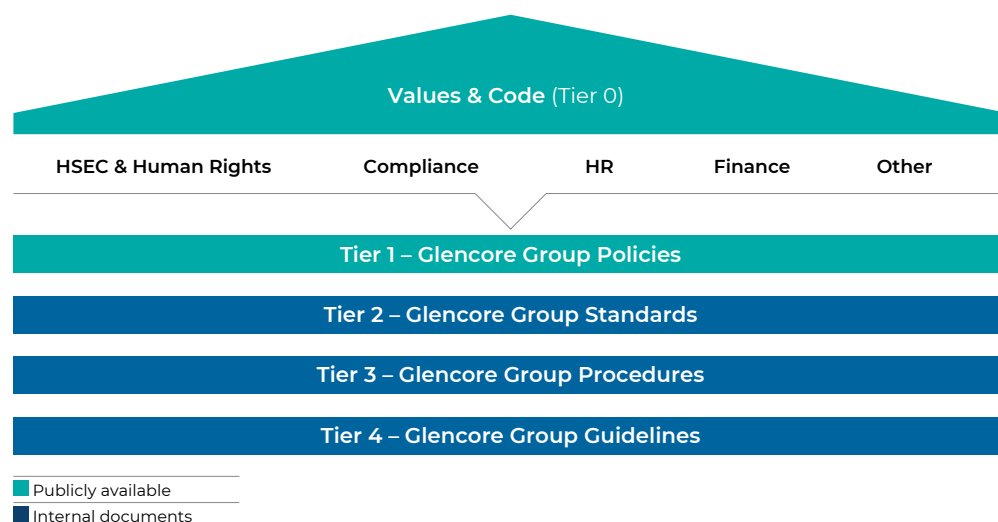 Values & Code (Tier 0)
HSEC & Human Rights Compliance HR Finance Other
Tier 1 – Glencore Group Policies
Tier 2 – Glencore Group Standards
Tier 3 – Glencore Group Procedures
Tier 4 – Glencore Group Guidelines
Publicly available
Internal documents